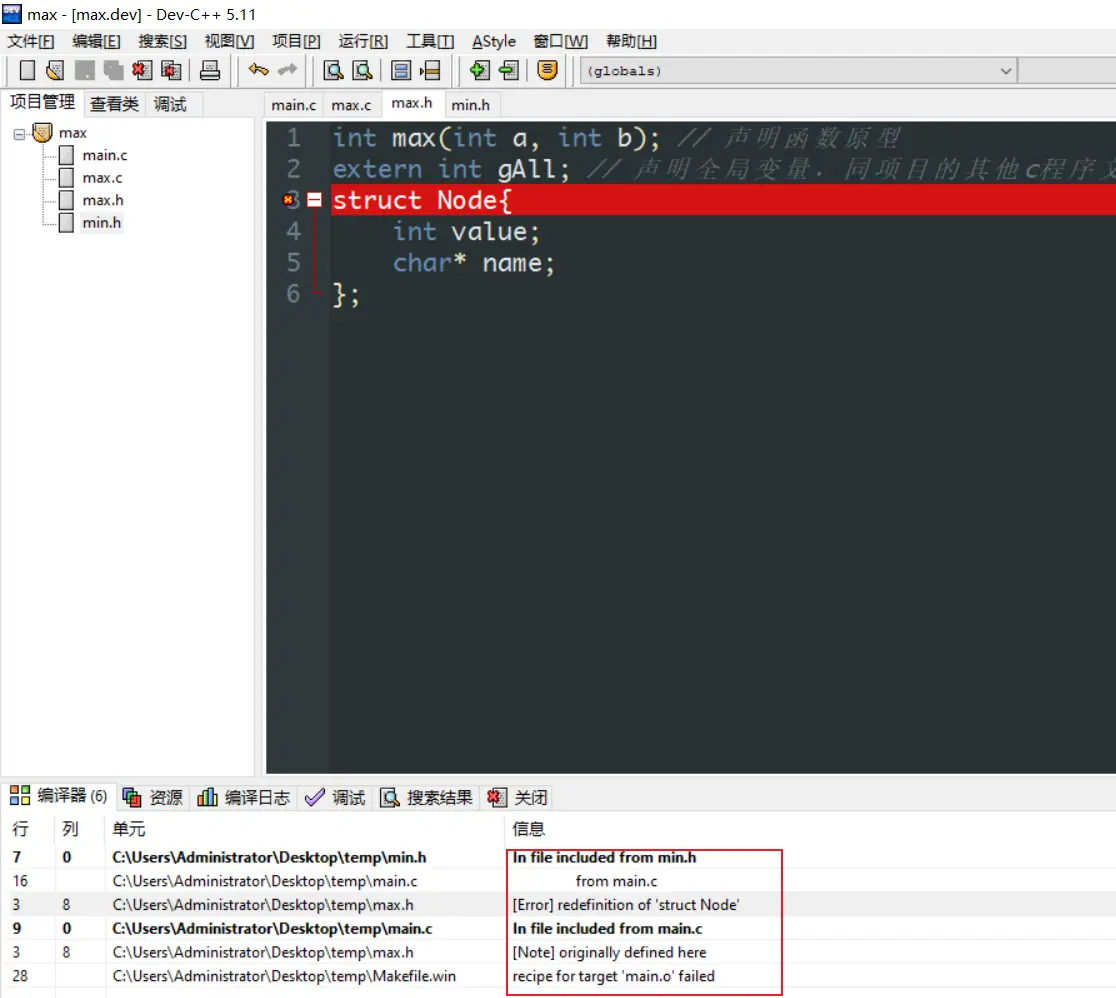 max - [max.dev] - Dev-C++ 5.11
文件[F] 编辑[E] 搜索[S] 视图[V] 项目[P] 运行[R] 工具[T] AStyle 窗口[W] 帮助[H]
(globals)
项目管理 查看类 调试
main.c max.c max.h min.h
max
main.c
max.c
max.h
min.h
1 int max(int a, int b); // 声明函数原型
2 extern int gAll; // 声明全局变量，同项目的其他c程序文
3 struct Node{
4 int value;
5 char* name;
6 };
编译器 (6) 资源 编译日志 调试 搜索结果 关闭
行 列 单元 信息
7 0 C:\Users\Administrator\Desktop\temp\min.h In file included from min.h
16 C:\Users\Administrator\Desktop\temp\main.c from main.c
3 8 C:\Users\Administrator\Desktop\temp\max.h [Error] redefinition of 'struct Node'
9 0 C:\Users\Administrator\Desktop\temp\main.c In file included from main.c
3 8 C:\Users\Administrator\Desktop\temp\max.h [Note] originally defined here
28 C:\Users\Administrator\Desktop\temp\Makefile.win recipe for target 'main.o' failed